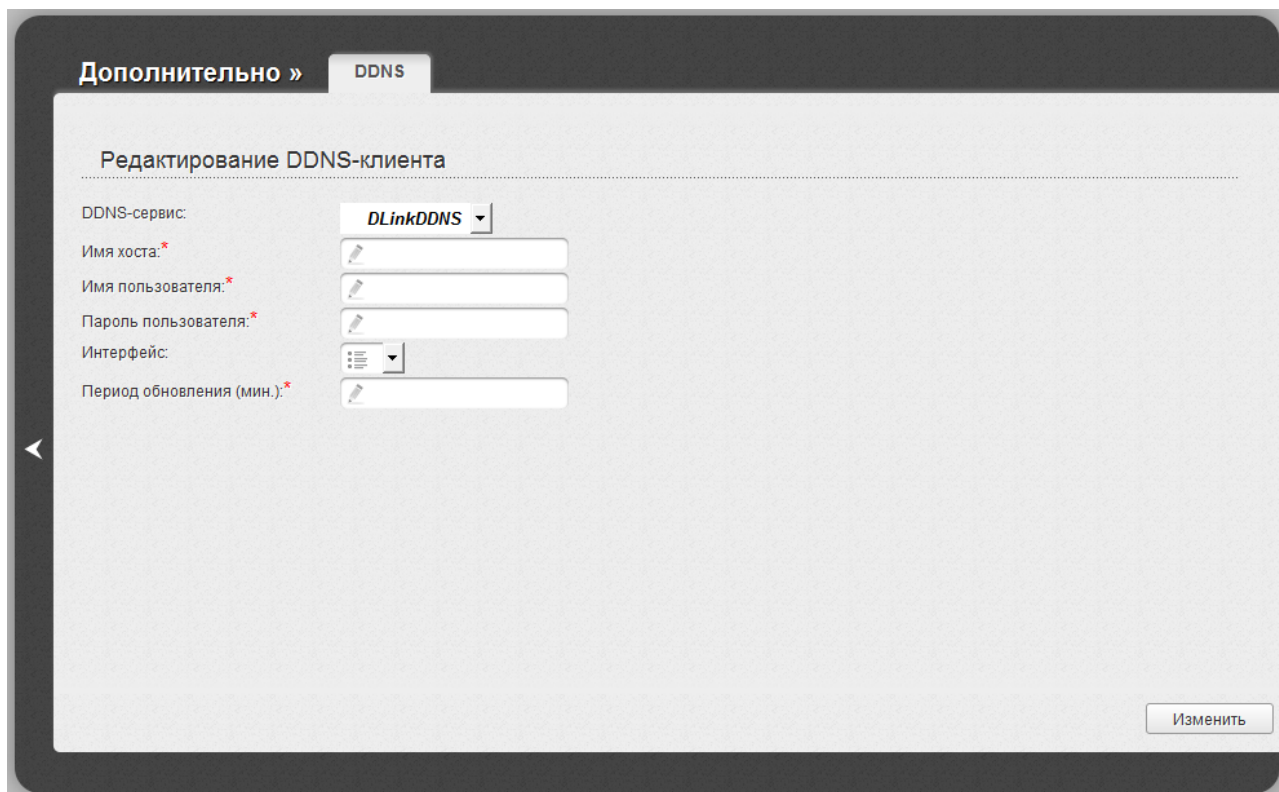 Дополнительно » DDNS
Редактирование DDNS-клиента
DDNS-сервис: DLinkDDNS
Имя хоста:*
Имя пользователя:*
Пароль пользователя:*
Интерфейс:
Период обновления (мин.):*
Изменить